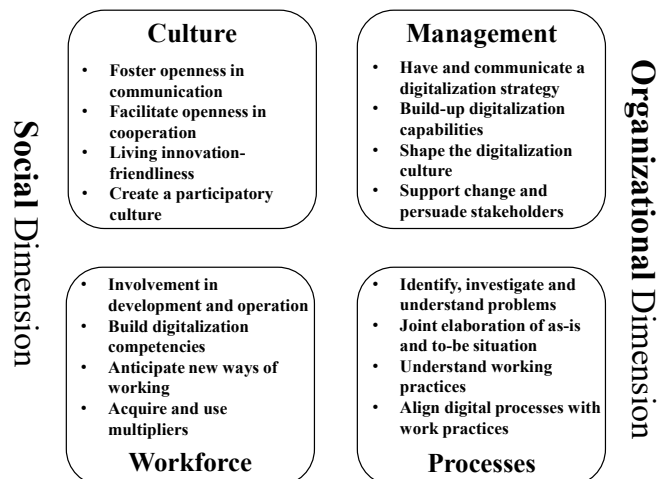 Social Dimension
Culture
• Foster openness in
communication
• Facilitate openness in
cooperation
• Living innovation-
friendliness
• Create a participatory
culture
Management
• Have and communicate a
digitalization strategy
• Build-up digitalization
capabilities
• Shape the digitalization
culture
• Support change and
persuade stakeholders
• Involvement in
development and operation
• Build digitalization
competencies
• Anticipate new ways of
working
• Acquire and use
multipliers
Workforce
• Identify, investigate and
understand problems
• Joint elaboration of as-is
and to-be situation
• Understand working
practices
• Align digital processes with
work practices
Processes
Organizational Dimension